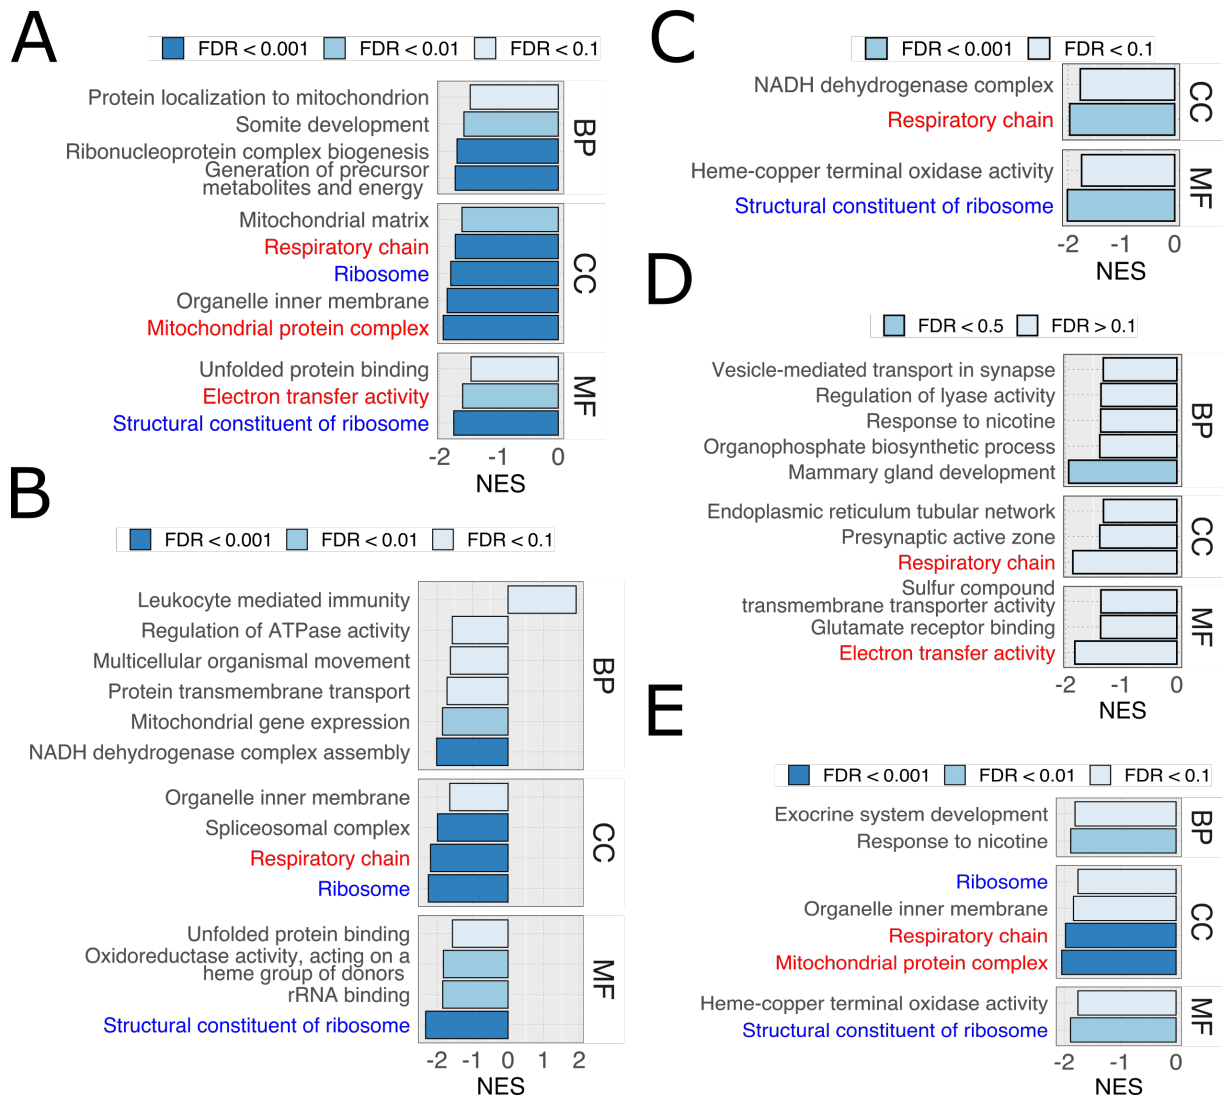 A
FDR < 0.001 FDR < 0.01 FDR < 0.1
Protein localization to mitochondrion
Somite development
Ribonucleoprotein complex biogenesis
Generation of precursor
metabolites and energy
BP
Mitochondrial matrix
Respiratory chain
Ribosome
Organelle inner membrane
Mitochondrial protein complex
CC
Unfolded protein binding
Electron transfer activity
Structural constituent of ribosome
MF
-2 -1 0
NES
B
FDR < 0.001 FDR < 0.01 FDR < 0.1
Leukocyte mediated immunity
Regulation of ATPase activity
Multicellular organismal movement
Protein transmembrane transport
Mitochondrial gene expression
NADH dehydrogenase complex assembly
BP
Organelle inner membrane
Spliceosomal complex
Respiratory chain
Ribosome
CC
Unfolded protein binding
Oxidoreductase activity, acting on a
heme group of donors
rRNA binding
Structural constituent of ribosome
MF
-2 -1 0 1 2
NES
C
FDR < 0.001 FDR < 0.1
NADH dehydrogenase complex
Respiratory chain
CC
Heme-copper terminal oxidase activity
Structural constituent of ribosome
MF
-2 -1 0
NES
D
FDR < 0.5 FDR > 0.1
Vesicle-mediated transport in synapse
Regulation of lyase activity
Response to nicotine
Organophosphate biosynthetic process
Mammary gland development
BP
Endoplasmic reticulum tubular network
Presynaptic active zone
Respiratory chain
CC
Sulfur compound
transmembrane transporter activity
Glutamate receptor binding
Electron transfer activity
MF
-2 -1 0
NES
E
FDR < 0.001 FDR < 0.01 FDR < 0.1
Exocrine system development
Response to nicotine
BP
Ribosome
Organelle inner membrane
Respiratory chain
Mitochondrial protein complex
CC
Heme-copper terminal oxidase activity
Structural constituent of ribosome
MF
-2 -1 0
NES